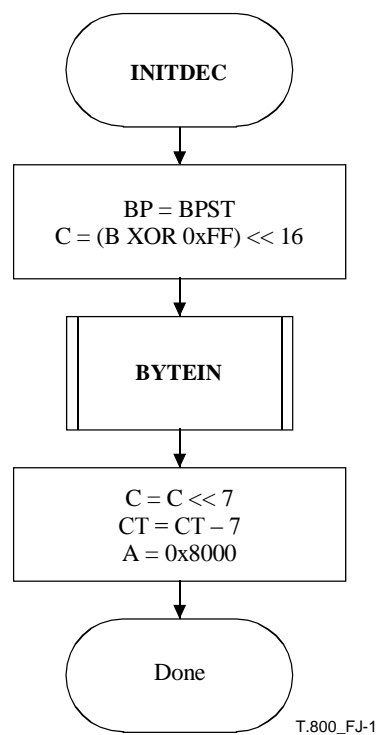 INITDEC
BP = BPST
C = (B XOR 0xFF) << 16
BYTEIN
C = C << 7
CT = CT – 7
A = 0x8000
Done
T.800_FJ-1